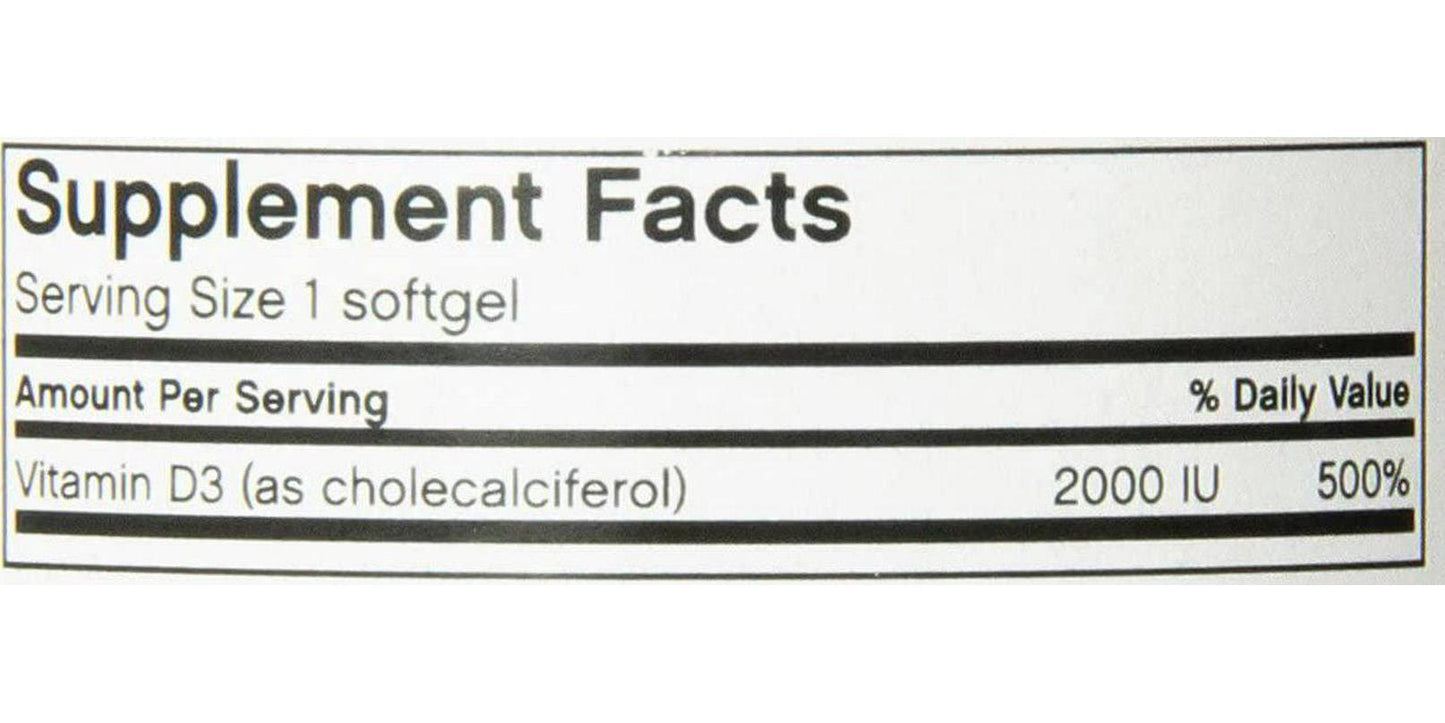 Supplement Facts
Serving Size 1 softgel
Amount Per Serving % Daily Value
Vitamin D3 (as cholecalciferol) 2000 IU 500%